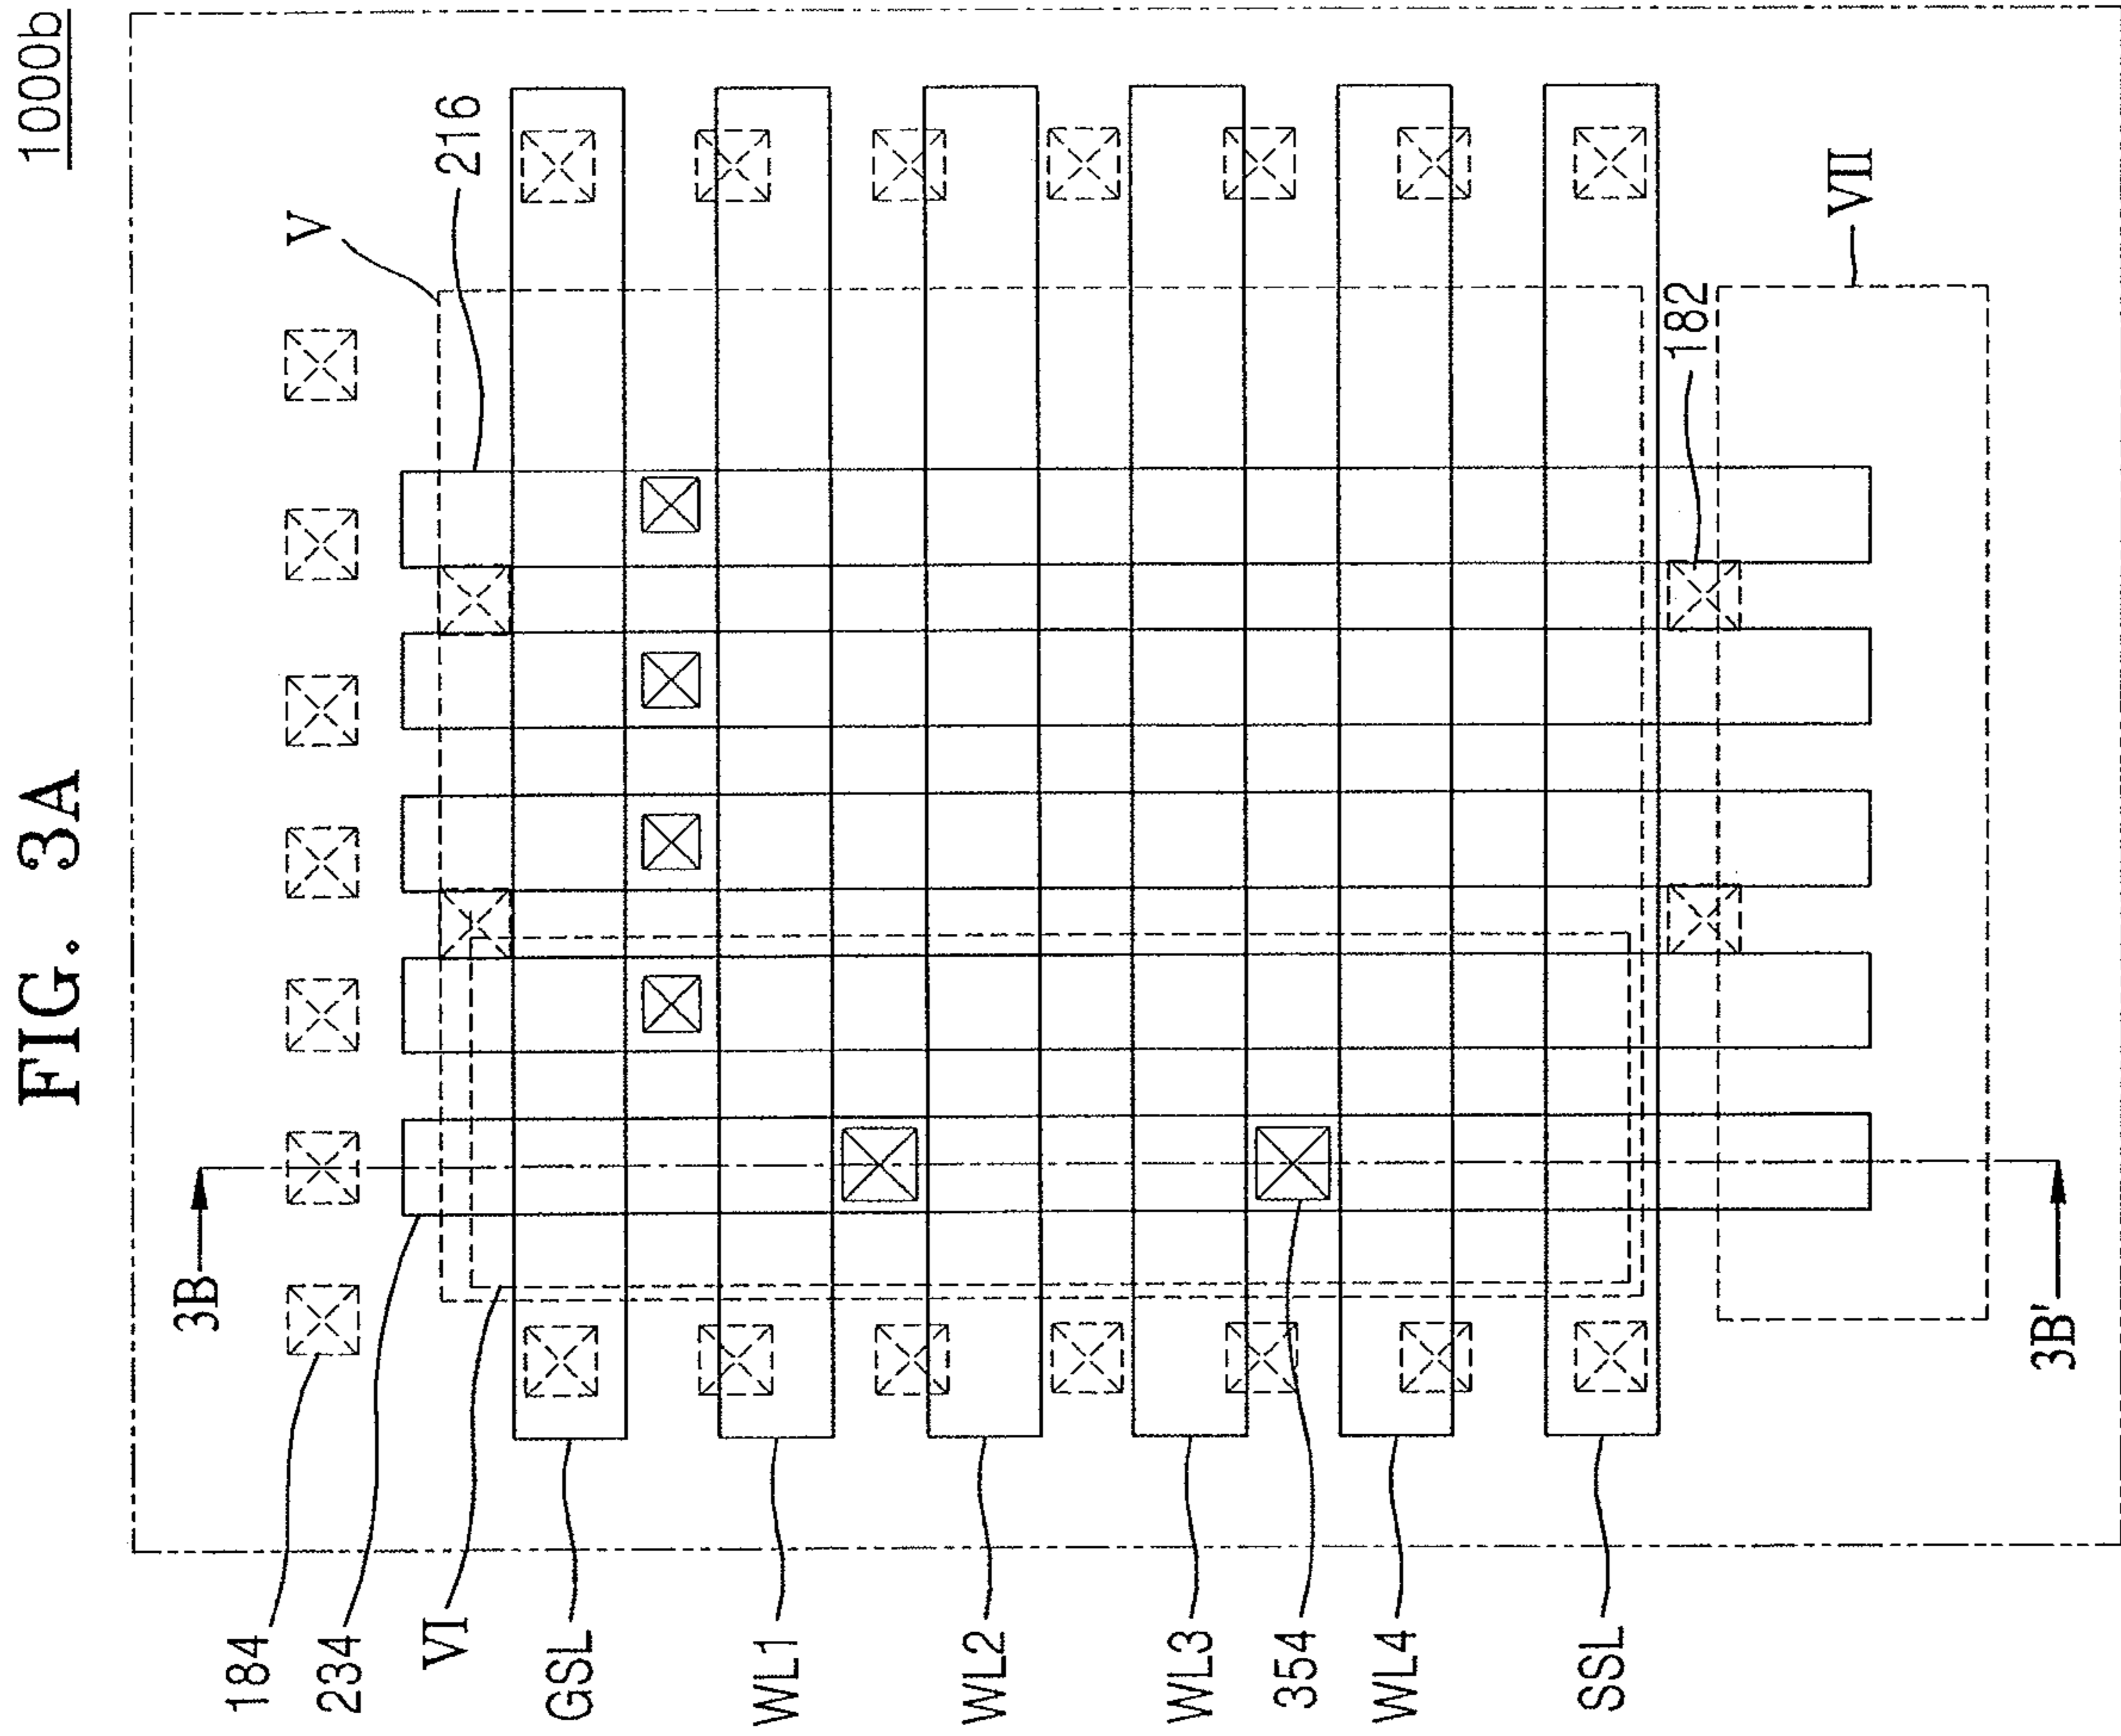 FIG. 3A
1000b
184
234
VI
GSL
WL1
WL2
WL3
354
WL4
SSL
3B
3B'
V
216
182
VII